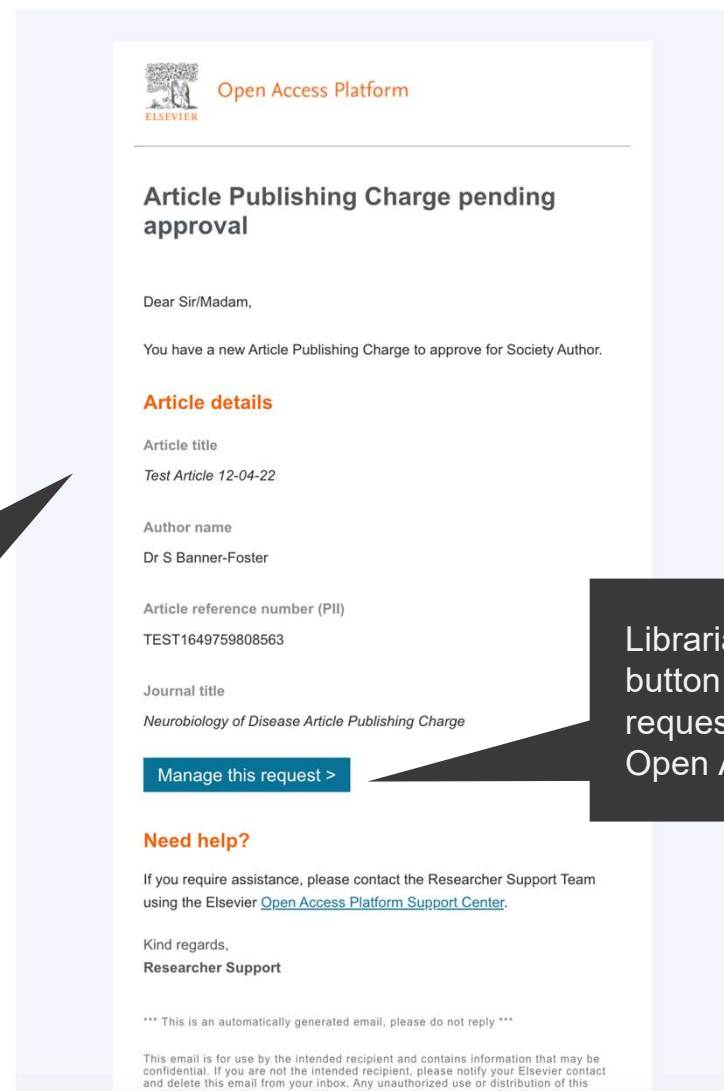 ELSEVIER
Open Access Platform
Article Publishing Charge pending
approval
Dear Sir/Madam,
You have a new Article Publishing Charge to approve for Society Author.
Article details
Article title
Test Article 12-04-22
Author name
Dr S Banner-Foster
Article reference number (PII)
TEST1649759808563
Journal title
Neurobiology of Disease Article Publishing Charge
Manage this request >
Librari
button
reques
Open A
Need help?
If you require assistance, please contact the Researcher Support Team
using the Elsevier Open Access Platform Support Center.
Kind regards,
Researcher Support
*** This is an automatically generated email, please do not reply ***
This email is for use by the intended recipient and contains information that may be
confidential. If you are not the intended recipient, please notify your Elsevier contact
and delete this email from your inbox. Any unauthorized use or distribution of this